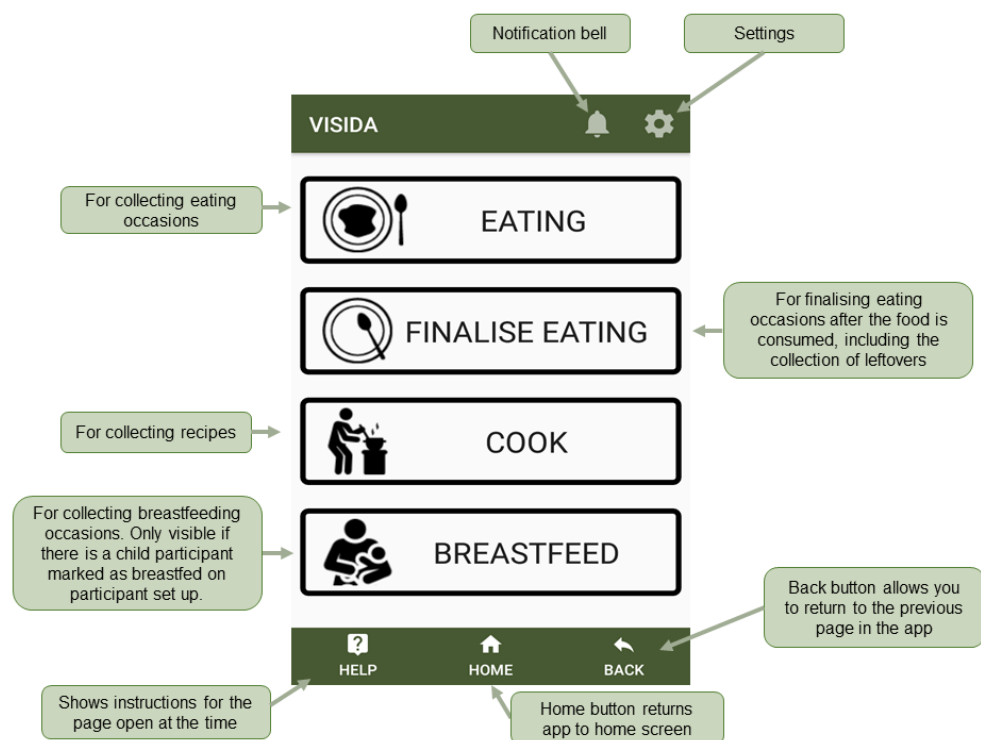 Notification bell
Settings
VISIDA
For collecting eating
occasions
EATING
FINALISE EATING
For finalising eating
occasions after the food is
consumed, including the
collection of leftovers
For collecting recipes
COOK
For collecting breastfeeding
occasions. Only visible if
there is a child participant
marked as breastfed on
participant set up.
BREASTFEED
Back button allows you
to return to the previous
page in the app
?
HELP
HOME
BACK
Shows instructions for the
page open at the time
Home button returns
app to home screen